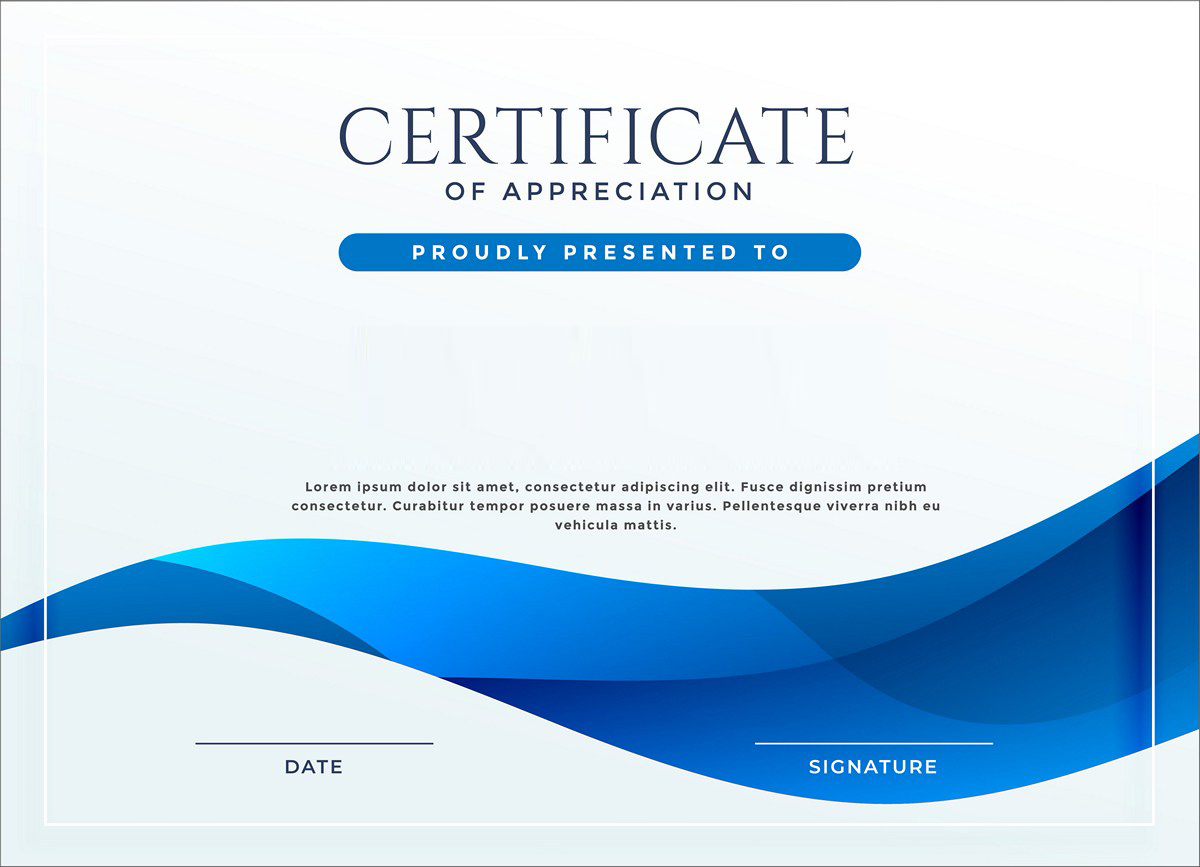 CERTIFICATE
OF APPRECIATION
PROUDLY PRESENTED TO
Lorem ipsum dolor sit amet, consectetur adipiscing elit. Fusce dignissim pretium
consectetur. Curabitur tempor posuere massa in varius. Pellentesque viverra nibh eu
vehicula mattis.
DATE
SIGNATURE